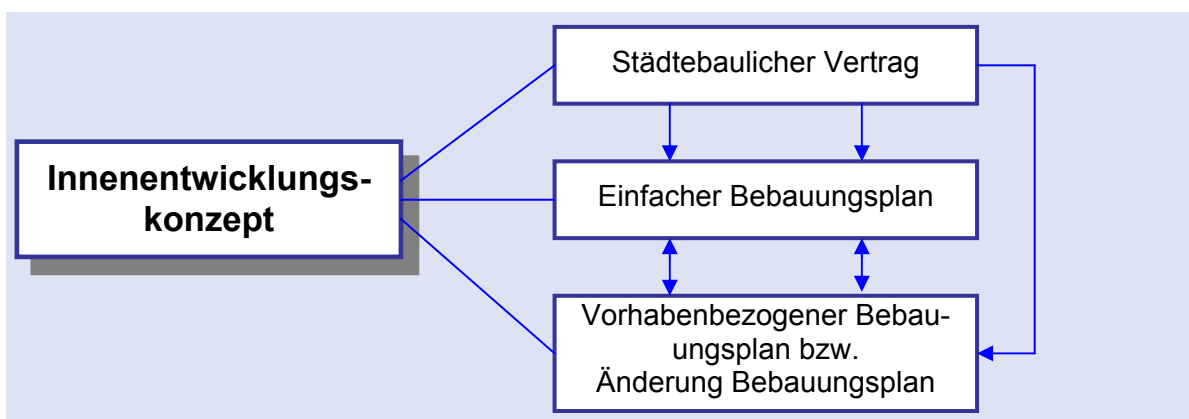 Städtebaulicher Vertrag
Innenentwicklungs-
konzept
Einfacher Bebauungsplan
Vorhabenbezogener Bebau-
ungsplan bzw.
Änderung Bebauungsplan